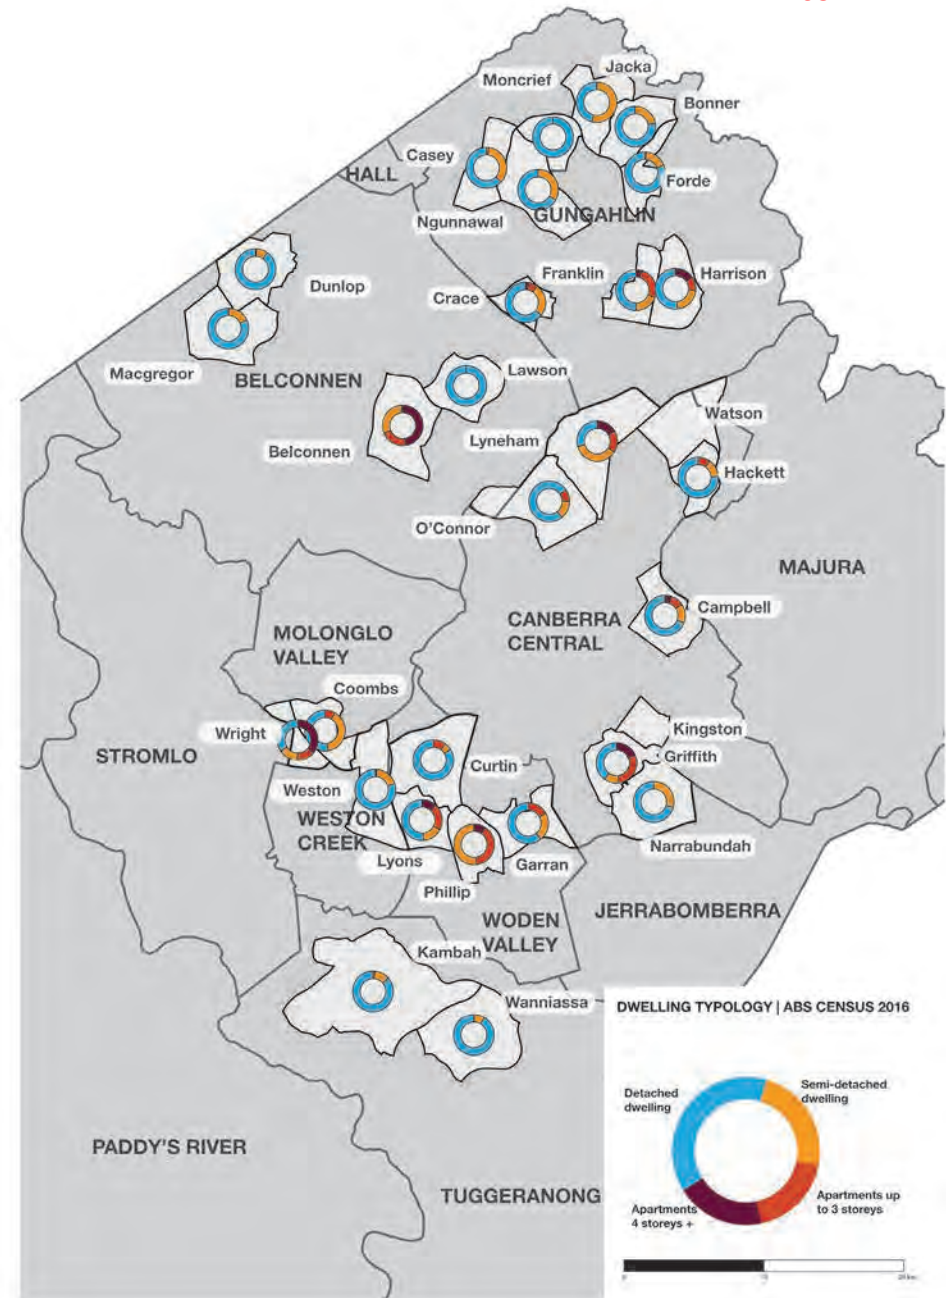 Jacka
Moncrief
Bonner
Casey
HALL
Forde
Ngunnawal
GUNGAHLIN
Franklin
Harrison
Dunlop
Crace
Macgregor
BELCONNEN
Lawson
Watson
Lyneham
Belconnen
Hackett
O'Connor
MAJURA
Campbell
CANBERRA
CENTRAL
MOLONGLO
VALLEY
Coombs
Wright
Kingston
STROMLO
Griffith
Curtin
Weston
WESTON
CREEK
Narrabundah
Lyons
Garran
Phillip
JERRABOMBERRA
WODEN
VALLEY
Kambah
Wanniassa
DWELLING TYPOLOGY | ABS CENSUS 2016
Detached
dwelling
Semi-detached
dwelling
PADDY'S RIVER
Apartments up
to 3 storeys
Apartments
4 storeys +
TUGGERANONG
0